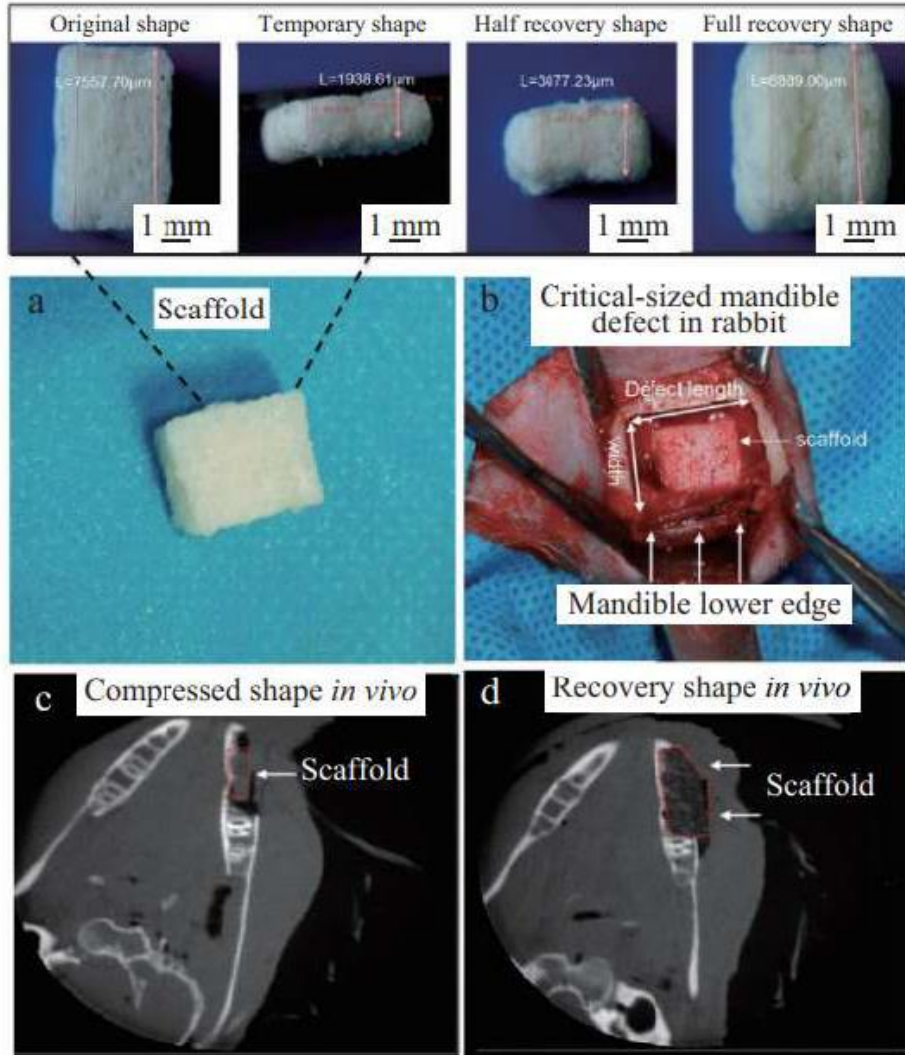 Original shape
Temporary shape
Half recovery shape
Full recovery shape
L=7557.70μm
L=1938.61μm
L=3477.23μm
L=6889.00μm
1 mm
1 mm
1 mm
1 mm
a
Scaffold
b
Critical-sized mandible
defect in rabbit
Defect length
width
scaffold
Mandible lower edge
c
Compressed shape in vivo
Scaffold
d
Recovery shape in vivo
Scaffold